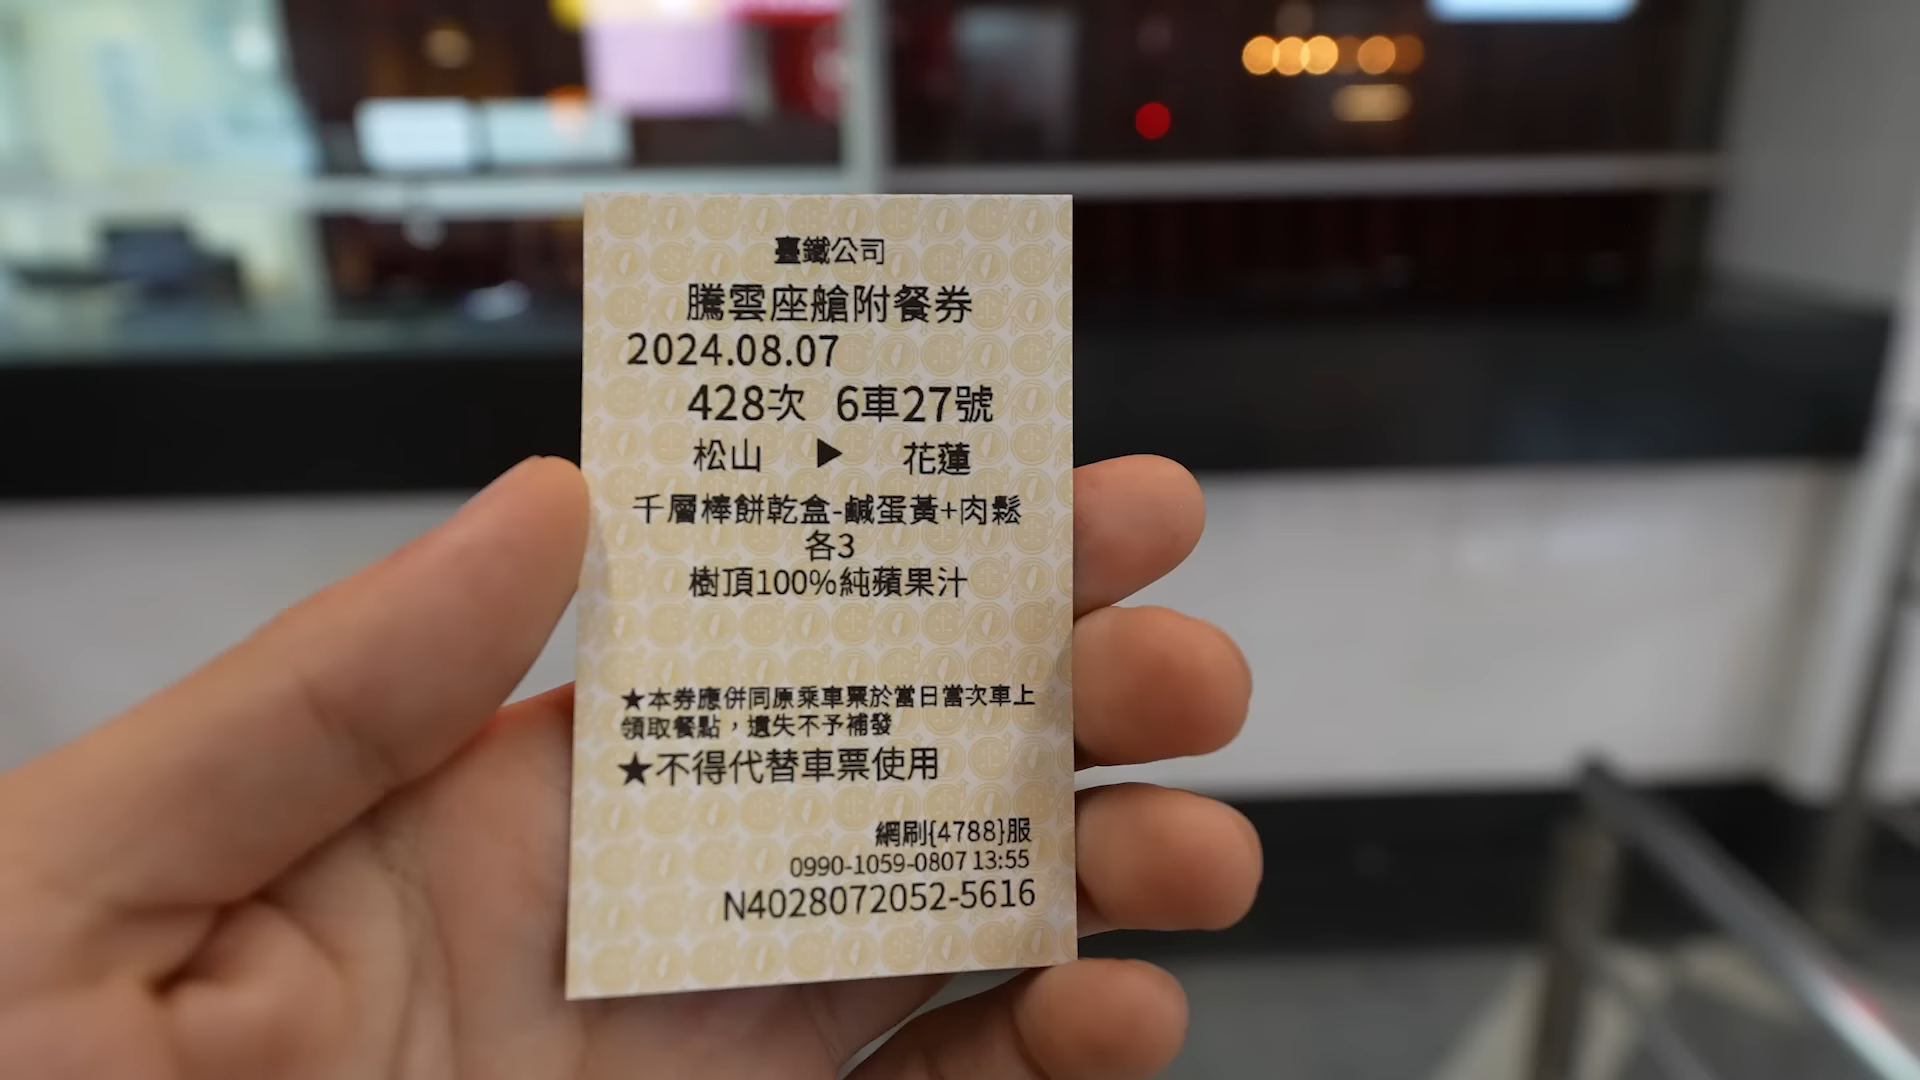 臺鐵公司
騰雲座艙附餐券
2024.08.07
428次 6車27號
松山 ▶ 花蓮
千層棒餅乾盒-鹹蛋黃+肉鬆
各3
樹頂100%純蘋果汁
★本券應併同原乘車票於當日當次車上
領取餐點，遺失不予補發
★不得代替車票使用
網刷{4788}服
0990-1059-0807 13:55
N4028072052-5616